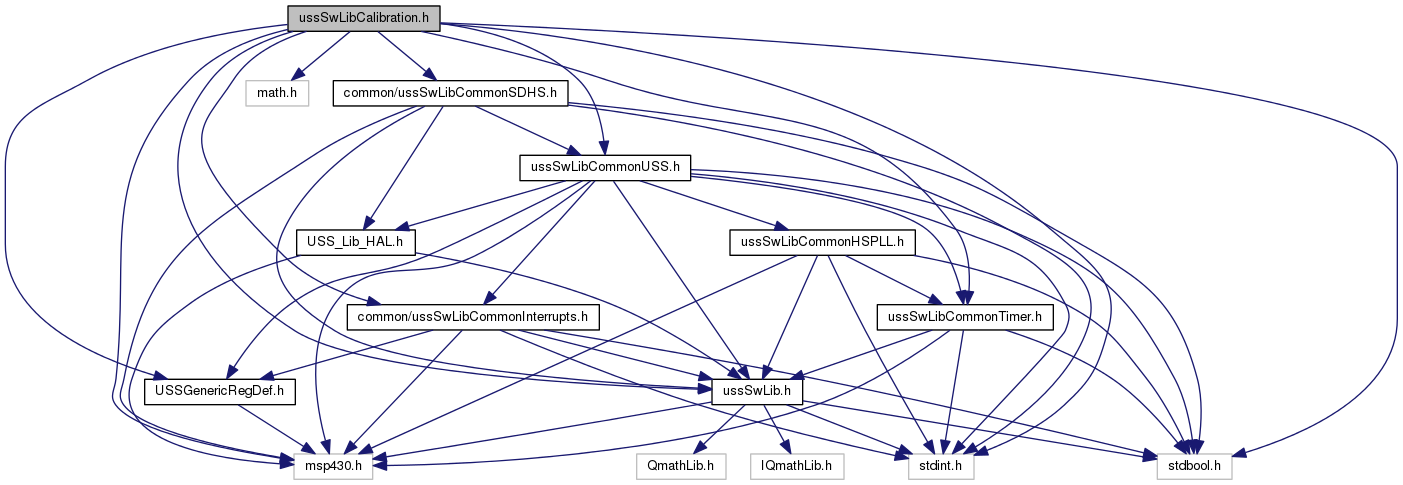 ussSwLibCalibration.h
math.h
common/ussSwLibCommonSDHS.h
ussSwLibCommonUSS.h
USS_Lib_HAL.h
ussSwLibCommonHSPLL.h
common/ussSwLibCommonInterrupts.h
ussSwLibCommonTimer.h
USSGenericRegDef.h
ussSwLib.h
msp430.h
QmathLib.h
IQmathLib.h
stdint.h
stdbool.h